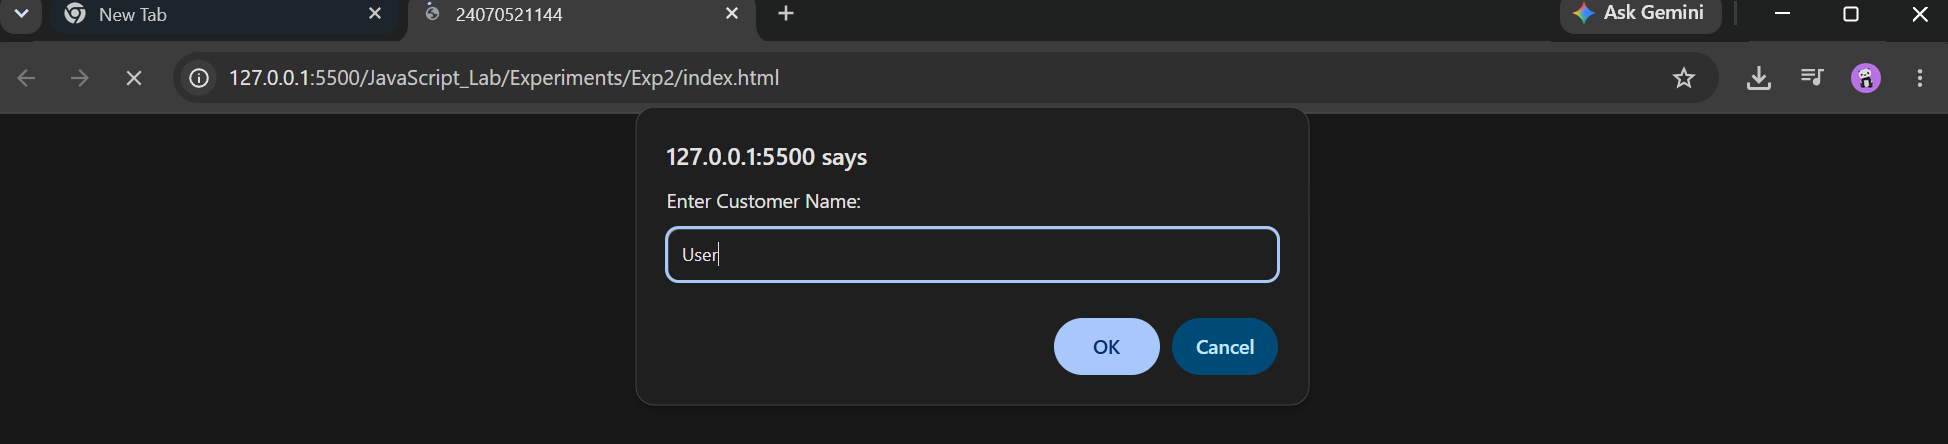 New Tab
24070521144
Ask Gemini
127.0.0.1:5500/JavaScript_Lab/Experiments/Exp2/index.html
127.0.0.1:5500 says
Enter Customer Name:
User
OK
Cancel